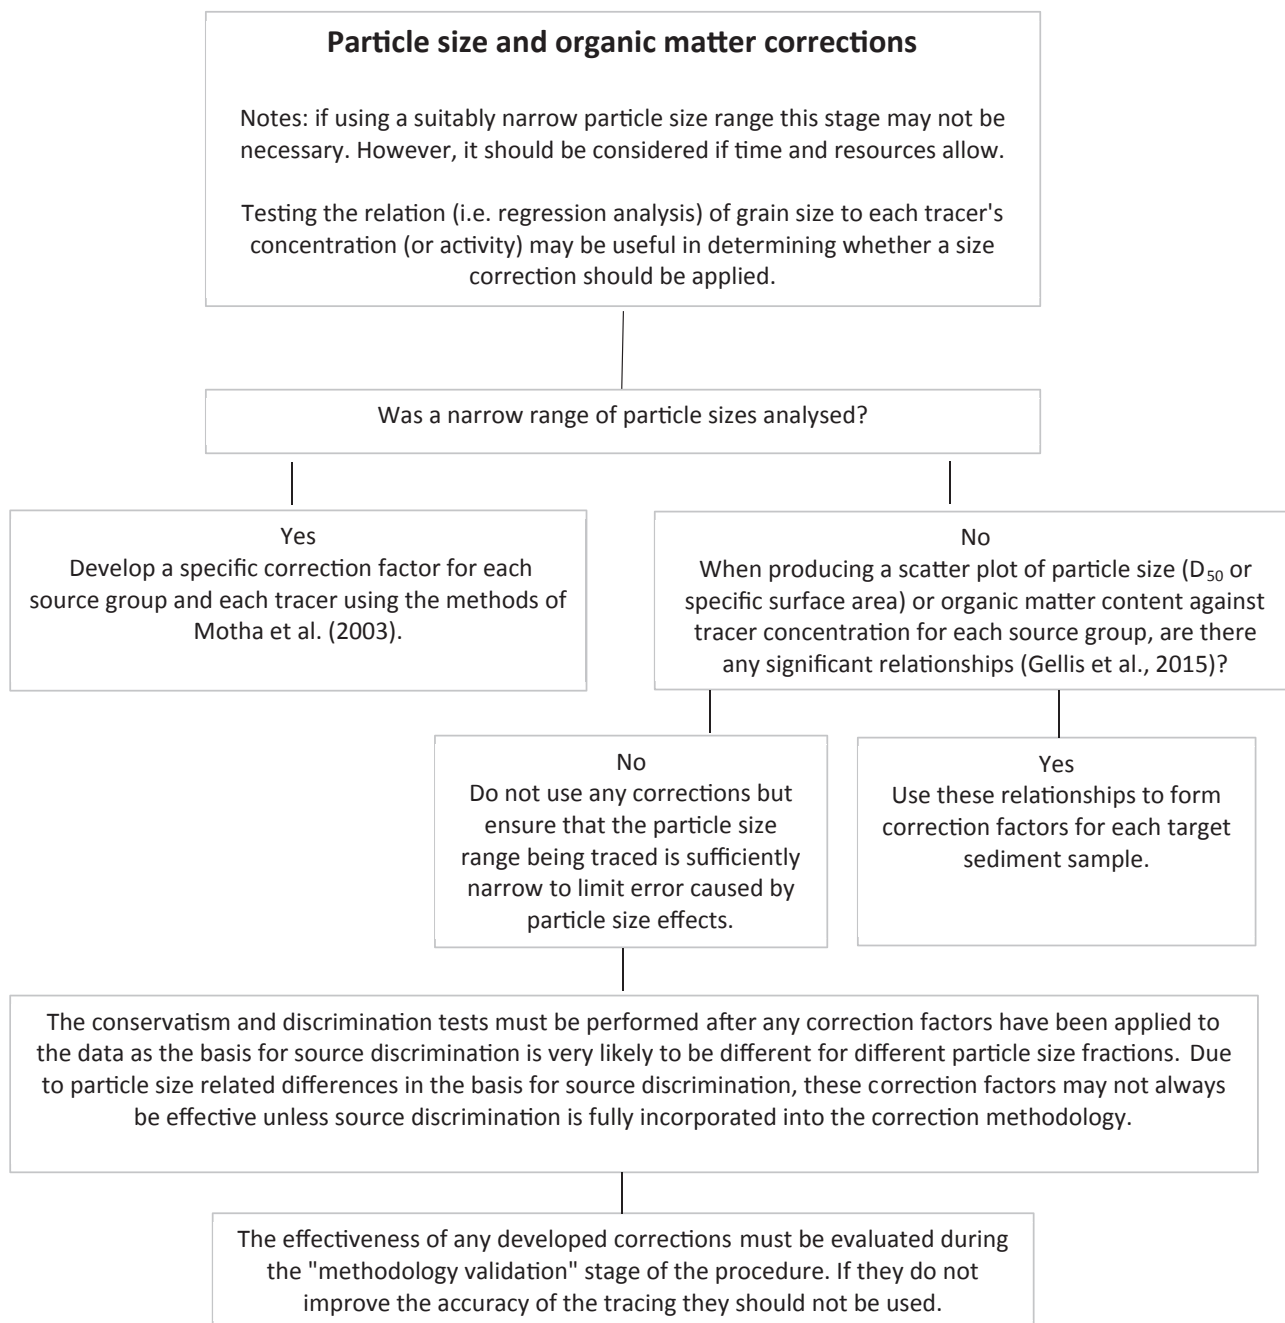 Particle size and organic matter corrections
Notes: if using a suitably narrow particle size range this stage may not be
necessary. However, it should be considered if time and resources allow.
Testing the relation (i.e. regression analysis) of grain size to each tracer's
concentration (or activity) may be useful in determining whether a size
correction should be applied.
Was a narrow range of particle sizes analysed?
Yes
Develop a specific correction factor for each
source group and each tracer using the methods of
Motha et al. (2003).
No
When producing a scatter plot of particle size (D50 or
specific surface area) or organic matter content against
tracer concentration for each source group, are there
any significant relationships (Gellis et al., 2015)?
No
Do not use any corrections but
ensure that the particle size
range being traced is sufficiently
narrow to limit error caused by
particle size effects.
Yes
Use these relationships to form
correction factors for each target
sediment sample.
The conservatism and discrimination tests must be performed after any correction factors have been applied to
the data as the basis for source discrimination is very likely to be different for different particle size fractions. Due
to particle size related differences in the basis for source discrimination, these correction factors may not always
be effective unless source discrimination is fully incorporated into the correction methodology.
The effectiveness of any developed corrections must be evaluated during
the "methodology validation" stage of the procedure. If they do not
improve the accuracy of the tracing they should not be used.